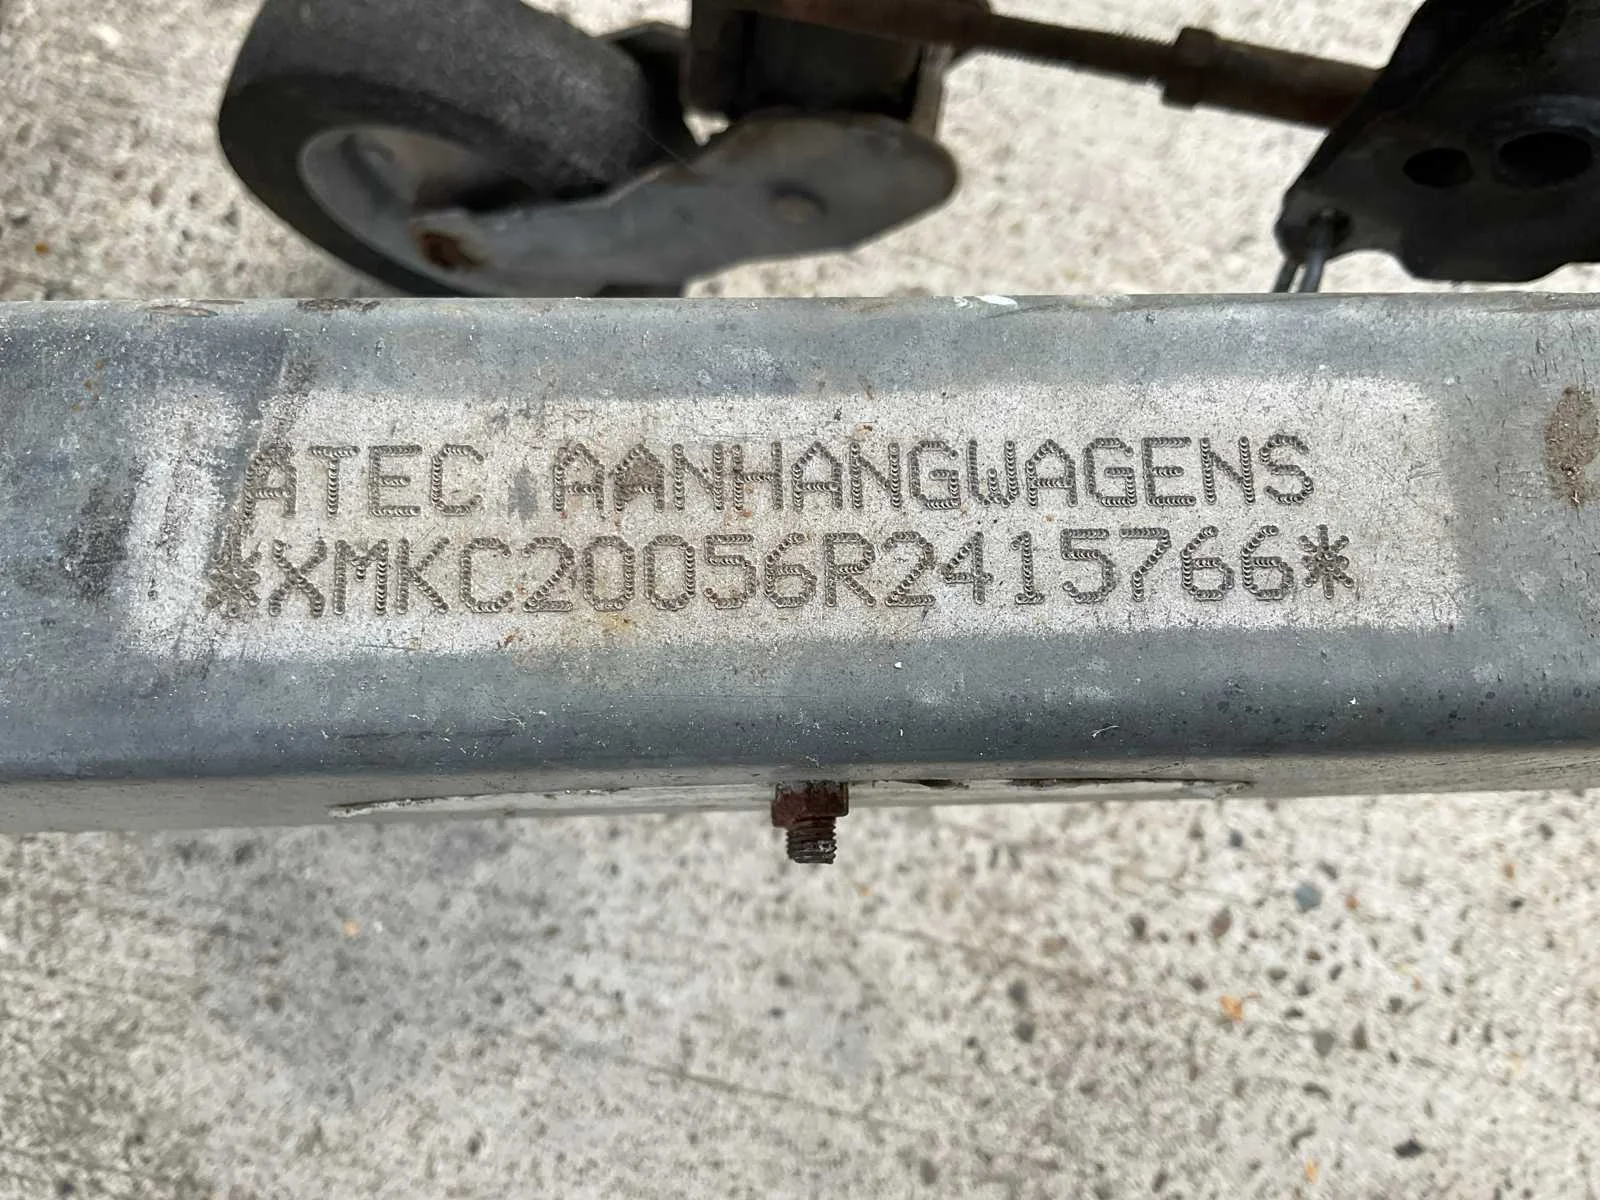 ATEC AANHANGWAGENS
*XMKC20056R2415766*